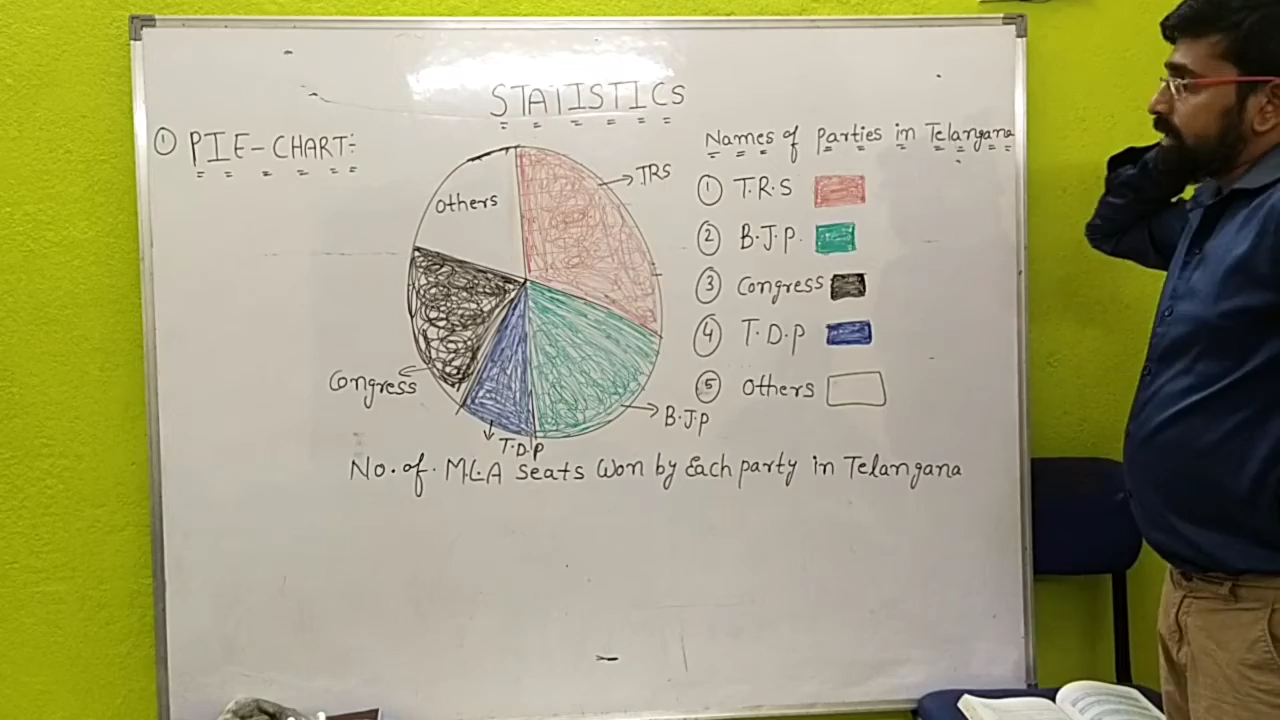 STATISTICS
① PIE-CHART:
Names of parties in Telangana
Others
TRS
① T.R.S
② B.J.P.
③ Congress
④ T.D.P
⑤ Others
Congress
B.J.P
T.D.P
No. of. M.L.A seats won by Each party in Telangana